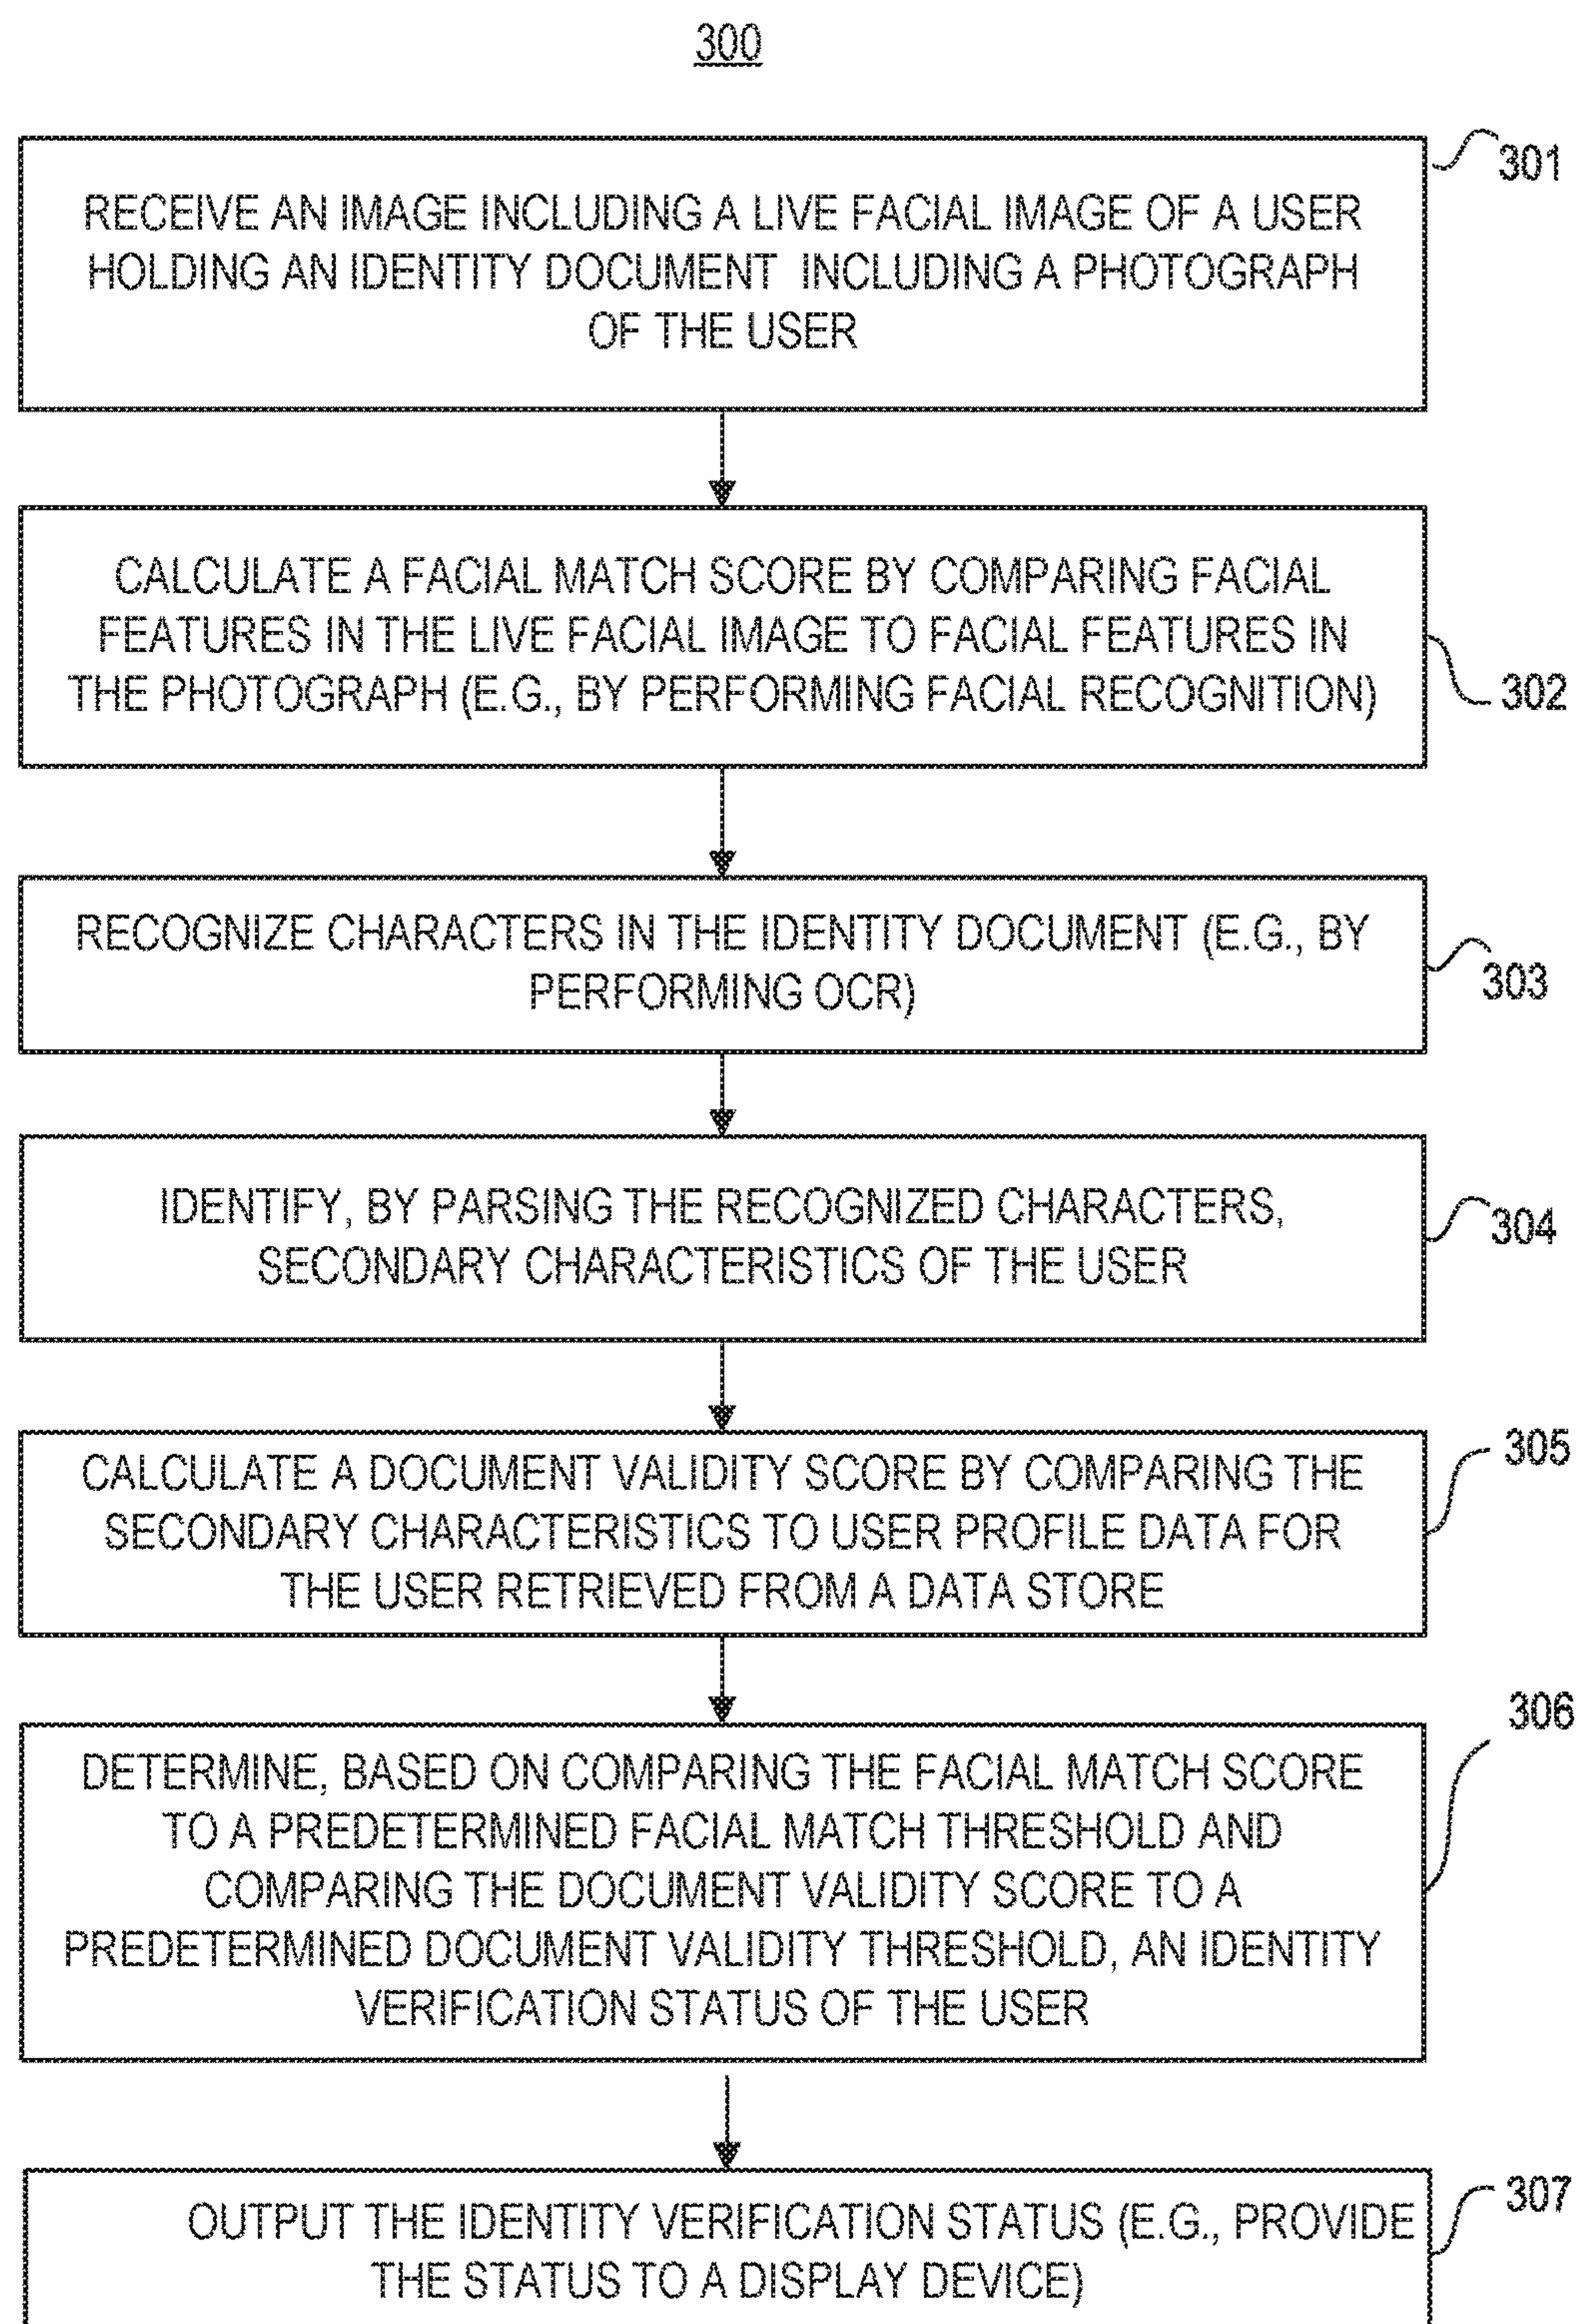 300
301
RECEIVE AN IMAGE INCLUDING A LIVE FACIAL IMAGE OF A USER
HOLDING AN IDENTITY DOCUMENT INCLUDING A PHOTOGRAPH
OF THE USER
CALCULATE A FACIAL MATCH SCORE BY COMPARING FACIAL
FEATURES IN THE LIVE FACIAL IMAGE TO FACIAL FEATURES IN
THE PHOTOGRAPH (E.G., BY PERFORMING FACIAL RECOGNITION)
302
RECOGNIZE CHARACTERS IN THE IDENTITY DOCUMENT (E.G., BY
PERFORMING OCR)
303
IDENTIFY, BY PARSING THE RECOGNIZED CHARACTERS,
SECONDARY CHARACTERISTICS OF THE USER
304
CALCULATE A DOCUMENT VALIDITY SCORE BY COMPARING THE
SECONDARY CHARACTERISTICS TO USER PROFILE DATA FOR
THE USER RETRIEVED FROM A DATA STORE
305
306
DETERMINE, BASED ON COMPARING THE FACIAL MATCH SCORE
TO A PREDETERMINED FACIAL MATCH THRESHOLD AND
COMPARING THE DOCUMENT VALIDITY SCORE TO A
PREDETERMINED DOCUMENT VALIDITY THRESHOLD, AN IDENTITY
VERIFICATION STATUS OF THE USER
307
OUTPUT THE IDENTITY VERIFICATION STATUS (E.G., PROVIDE
THE STATUS TO A DISPLAY DEVICE)